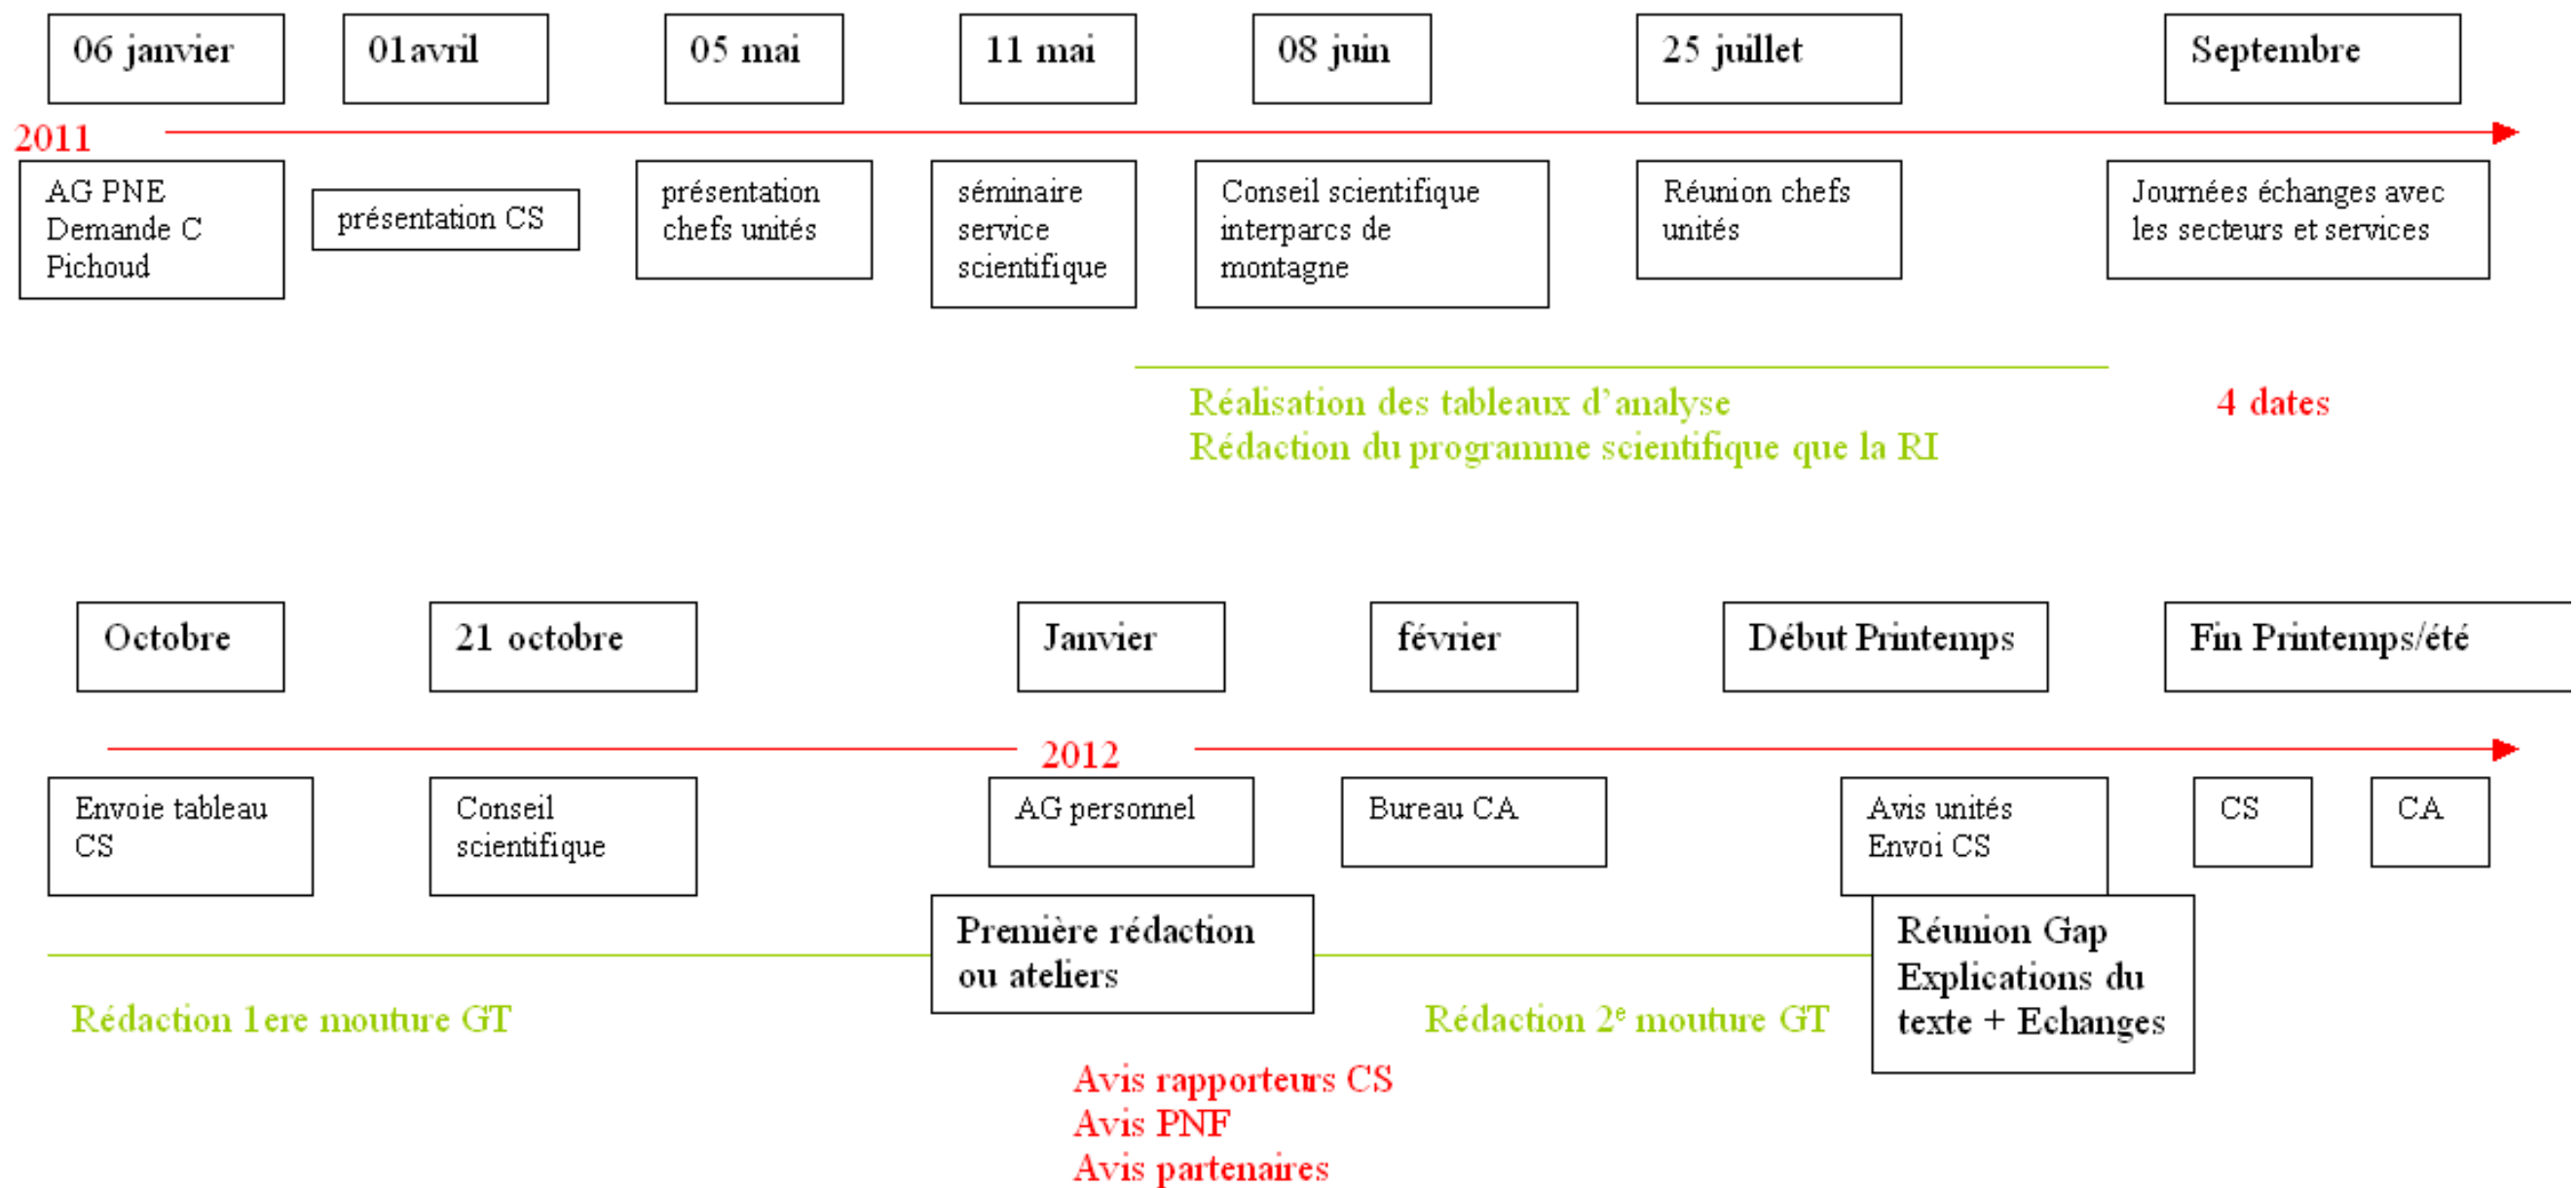 06 janvier
01avril
05 mai
11 mai
08 juin
25 juillet
Septembre
2011
AG PNE
Demande C
Pichoud
présentation CS
présentation
chefs unités
séminaire
service
scientifique
Conseil scientifique
interparcs de
montagne
Réunion chefs
unités
Journées échanges avec
les secteurs et services
Réalisation des tableaux d’analyse
Rédaction du programme scientifique que la RI
4 dates
Octobre
21 octobre
Janvier
février
Début Printemps
Fin Printemps/été
2012
Envoie tableau
CS
Conseil
scientifique
AG personnel
Bureau CA
Avis unités
Envoi CS
CS
CA
Première rédaction
ou ateliers
Réunion Gap
Explications du
texte + Echanges
Rédaction 1ere mouture GT
Rédaction 2e mouture GT
Avis rapporteurs CS
Avis PNF
Avis partenaires